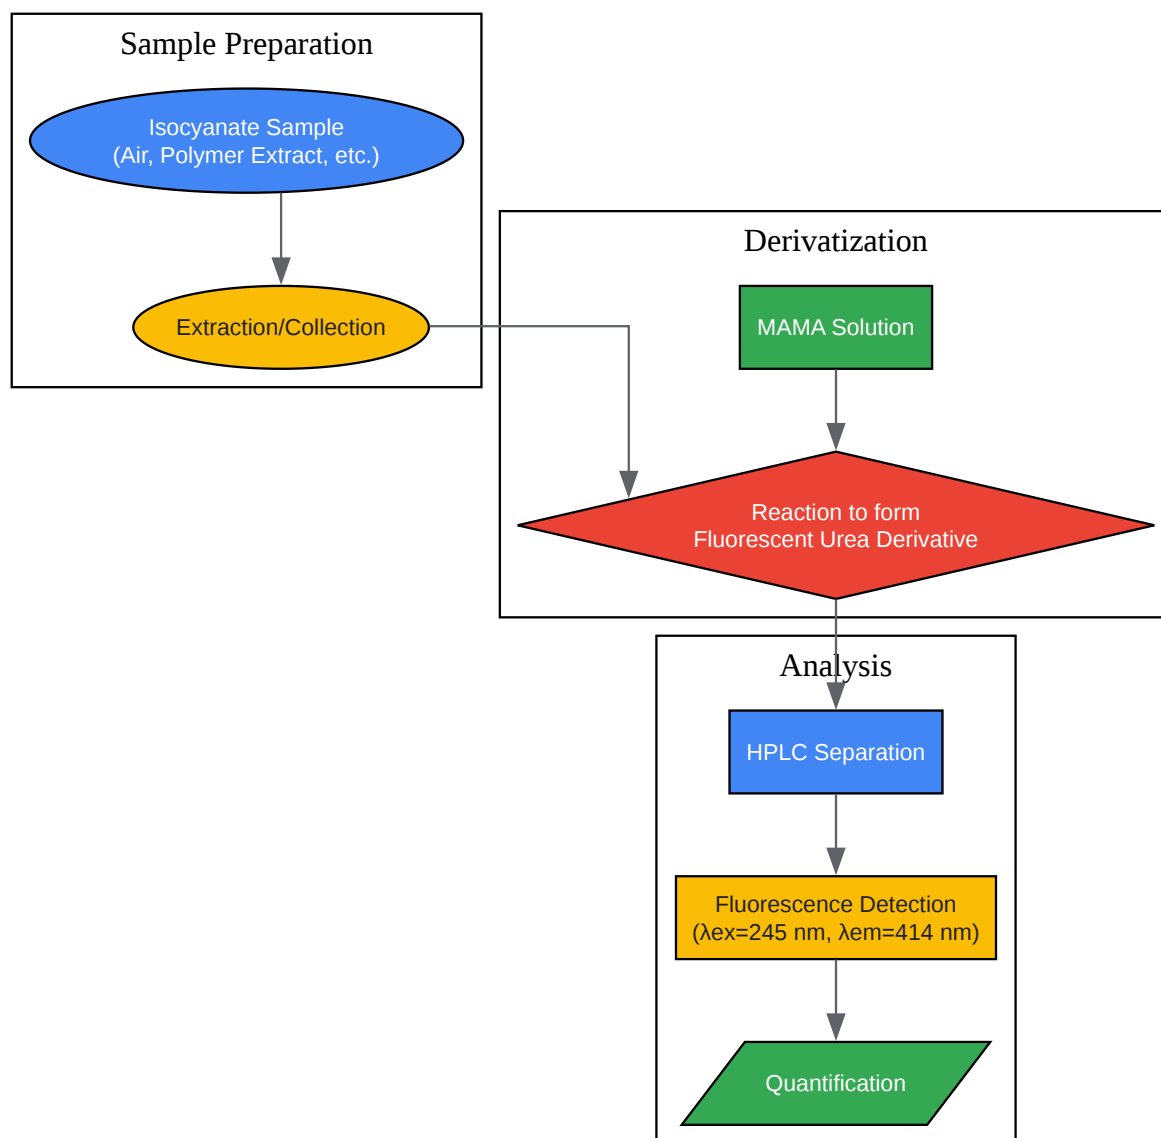 Sample Preparation
Isocyanate Sample
(Air, Polymer Extract, etc.)
Extraction/Collection
Derivatization
MAMA Solution
Reaction to form
Fluorescent Urea Derivative
Analysis
HPLC Separation
Fluorescence Detection
(λex=245 nm, λem=414 nm)
Quantification